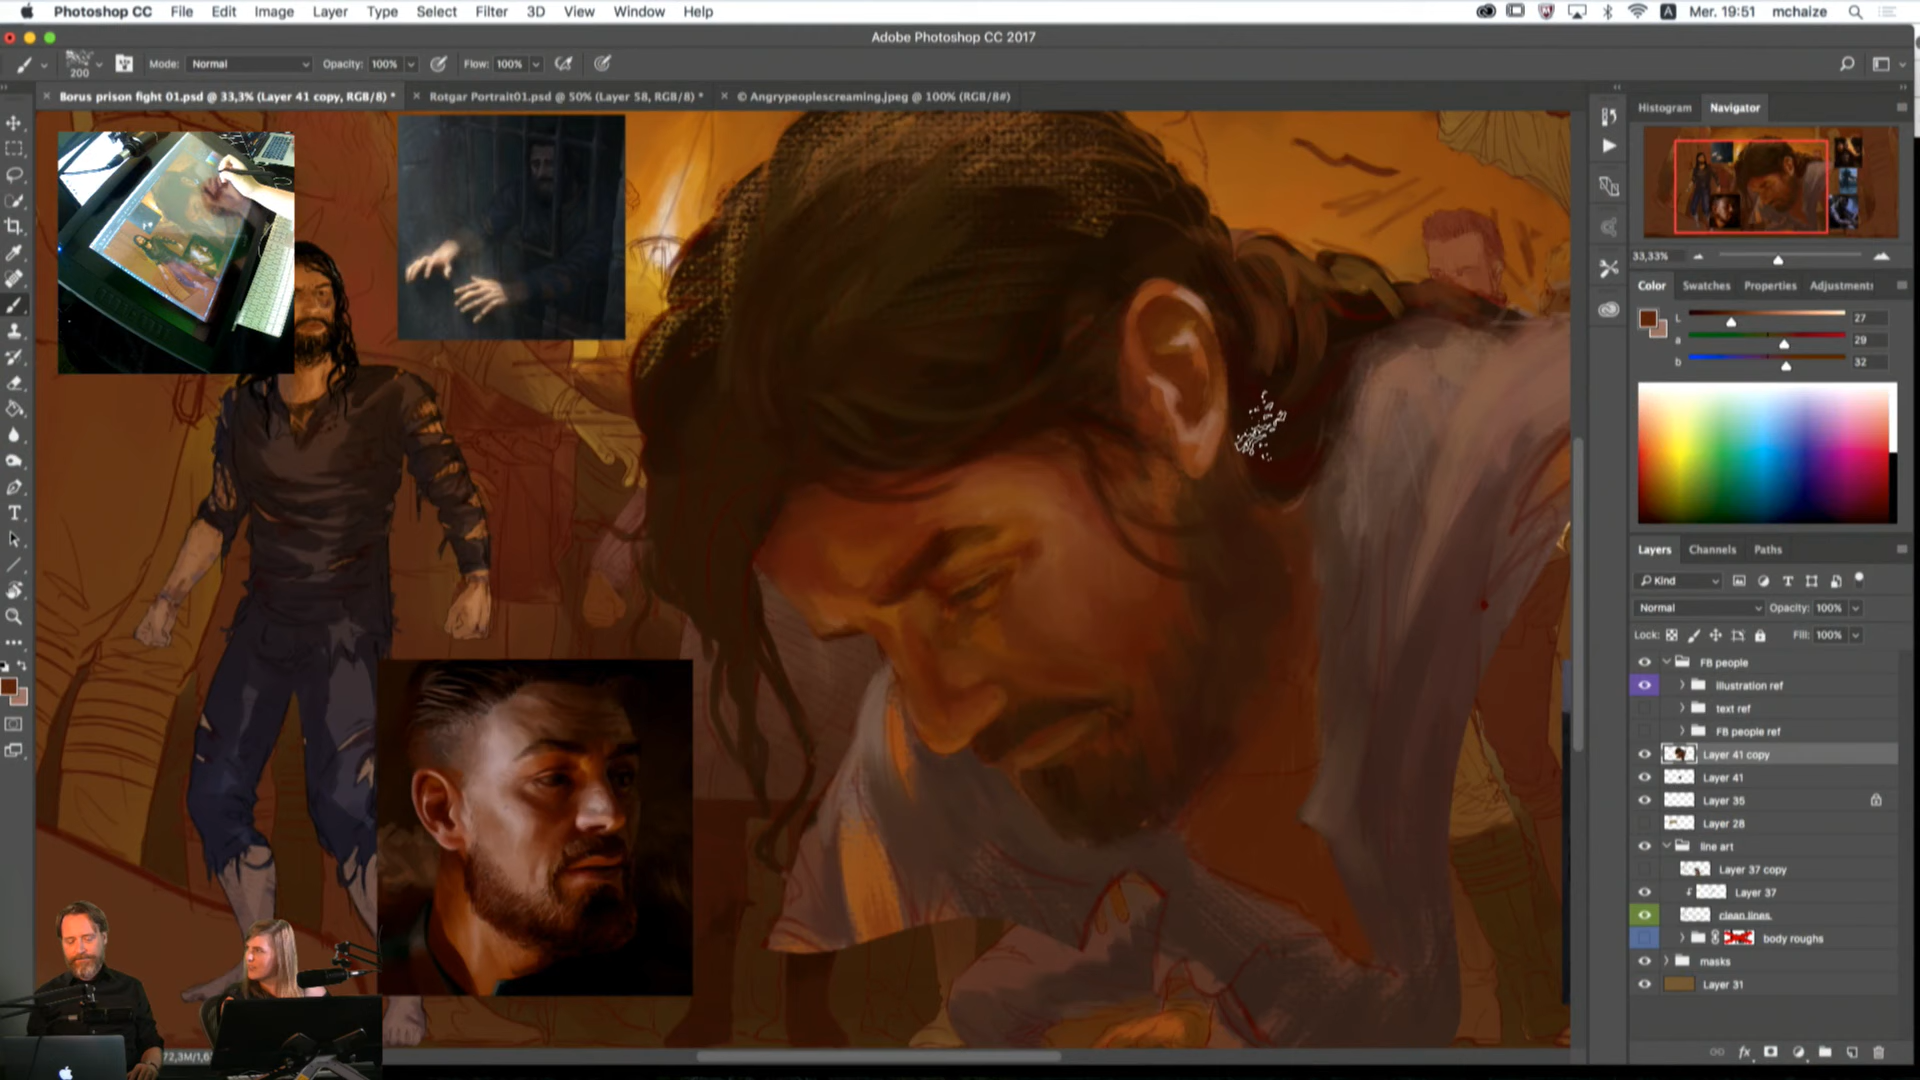 Photoshop CC File Edit Image Layer Type Select Filter 3D View Window Help A Mer. 19:51 mchaize
Adobe Photoshop CC 2017
200 Mode: Normal Opacity: 100% Flow: 100%
Borus prison fight 01.psd @ 33,3% (Layer 41 copy, RGB/8) * Rotgar Portrait01.psd @ 50% (Layer 58, RGB/8) * © Angrypeoplescreaming.jpeg @ 100% (RGB/8#)
Histogram Navigator
33,33%
Color Swatches Properties Adjustments
L 27
a 29
b 32
Layers Channels Paths
Kind
Normal Opacity: 100%
Lock: Fill: 100%
FB people
illustration ref
text ref
FB people ref
Layer 41 copy
Layer 41
Layer 35
Layer 28
line art
Layer 37 copy
Layer 37
clean lines
body roughs
masks
Layer 31
fx